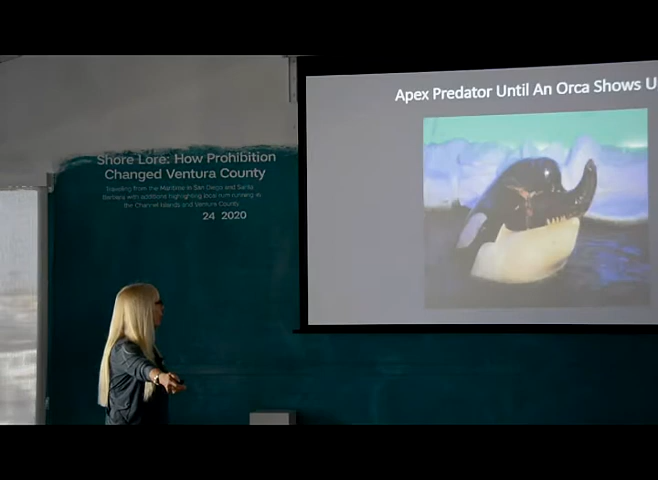 Apex Predator Until An Orca Shows U
Shore Lore: How Prohibition
Changed Ventura County
Travelling from the Maritime in San Diego and Santa
Barbara with additional highlighting local rum running in
the Channel Islands and Ventura County
24 2020